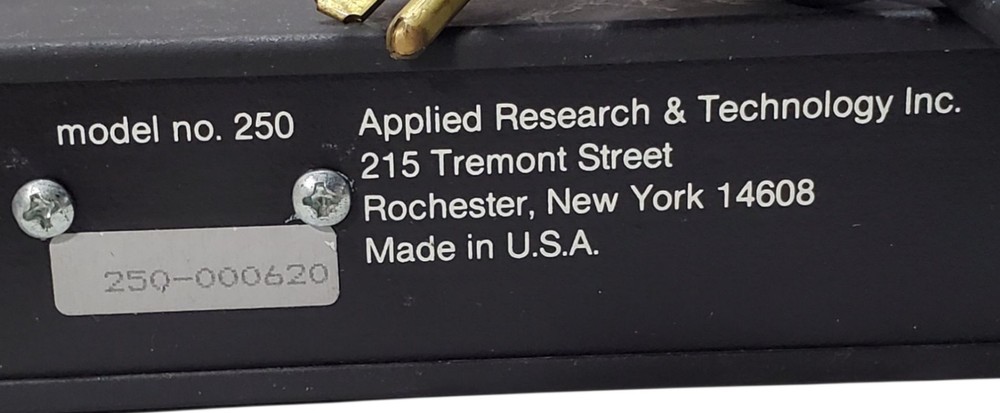 model no. 250
250-000620
Applied Research & Technology Inc.
215 Tremont Street
Rochester, New York 14608
Made in U.S.A.